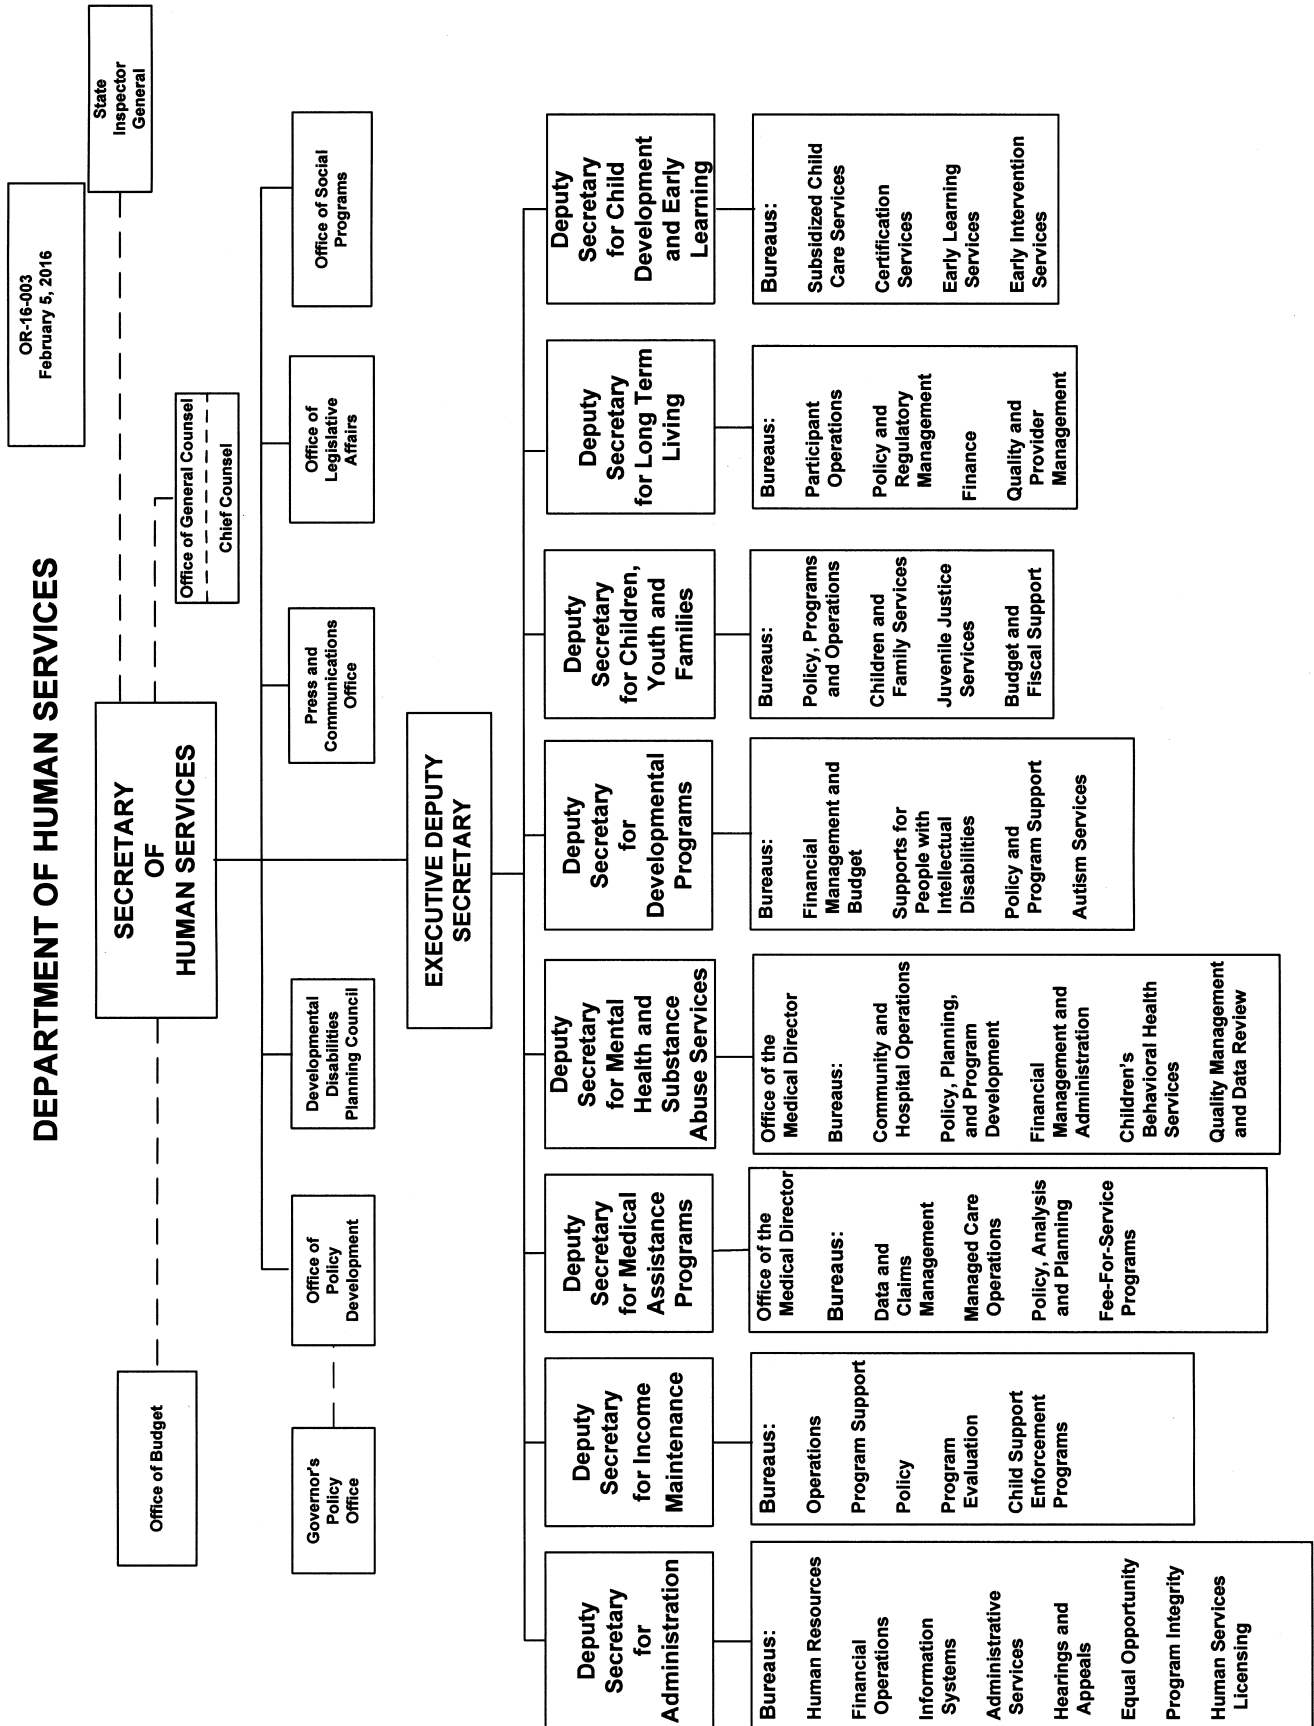 DEPARTMENT OF HUMAN SERVICES
OR-16-003
February 5, 2016
State
Inspector
General
SECRETARY
OF
HUMAN SERVICES
Office of Budget
Office of General Counsel
Chief Counsel
Governor's
Policy
Office
Office of
Policy
Development
Developmental
Disabilities
Planning Council
Press and
Communications
Office
Office of
Legislative
Affairs
Office of Social
Programs
EXECUTIVE DEPUTY
SECRETARY
Deputy
Secretary
for
Administration
Bureaus:
Human Resources
Financial
Operations
Information
Systems
Administrative
Services
Hearings and
Appeals
Equal Opportunity
Program Integrity
Human Services
Licensing
Deputy
Secretary
for Income
Maintenance
Bureaus:
Operations
Program Support
Policy
Program
Evaluation
Child Support
Enforcement
Programs
Deputy
Secretary
for Medical
Assistance
Programs
Office of the
Medical Director
Bureaus:
Data and
Claims
Management
Managed Care
Operations
Policy, Analysis
and Planning
Fee-For-Service
Programs
Deputy
Secretary
for Mental
Health and
Substance
Abuse Services
Office of the
Medical Director
Bureaus:
Community and
Hospital Operations
Policy, Planning,
and Program
Development
Financial
Management and
Administration
Children's
Behavioral Health
Services
Quality Management
and Data Review
Deputy
Secretary
for
Developmental
Programs
Bureaus:
Financial
Management and
Budget
Supports for
People with
Intellectual
Disabilities
Policy and
Program Support
Autism Services
Deputy
Secretary
for Children,
Youth and
Families
Bureaus:
Policy, Programs
and Operations
Children and
Family Services
Juvenile Justice
Services
Budget and
Fiscal Support
Deputy
Secretary
for Long Term
Living
Bureaus:
Participant
Operations
Policy and
Regulatory
Management
Finance
Quality and
Provider
Management
Deputy
Secretary
for Child
Development
and Early
Learning
Bureaus:
Subsidized Child
Care Services
Certification
Services
Early Learning
Services
Early Intervention
Services